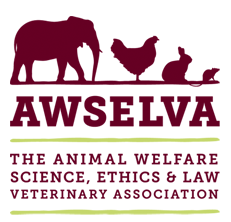 AWSELVA
THE ANIMAL WELFARE
SCIENCE, ETHICS & LAW
VETERINARY ASSOCIATION